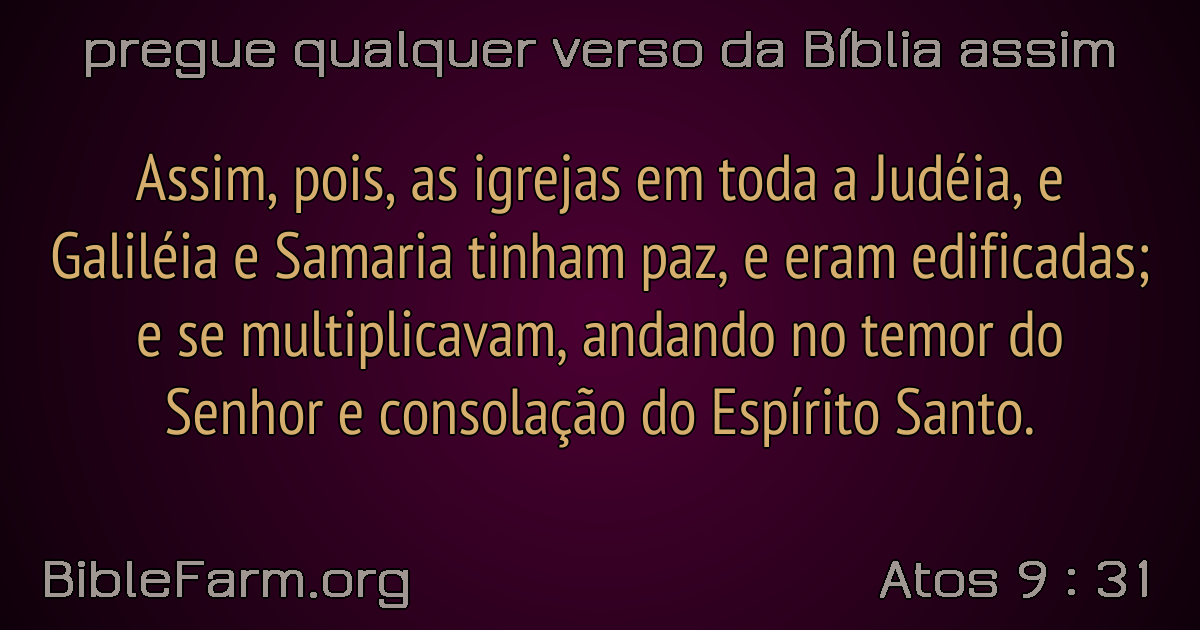 pregue qualquer verso da Bíblia assim
Assim, pois, as igrejas em toda a Judéia, e
Galiléia e Samaria tinham paz, e eram edificadas;
e se multiplicavam, andando no temor do
Senhor e consolação do Espírito Santo.
BibleFarm.org
Atos 9 : 31